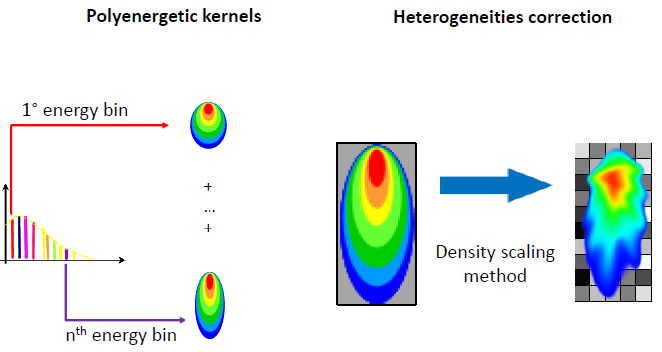 Polyenergetic kernels
Heterogeneities correction
1° energy bin
+
...
+
nth energy bin
Density scaling
method